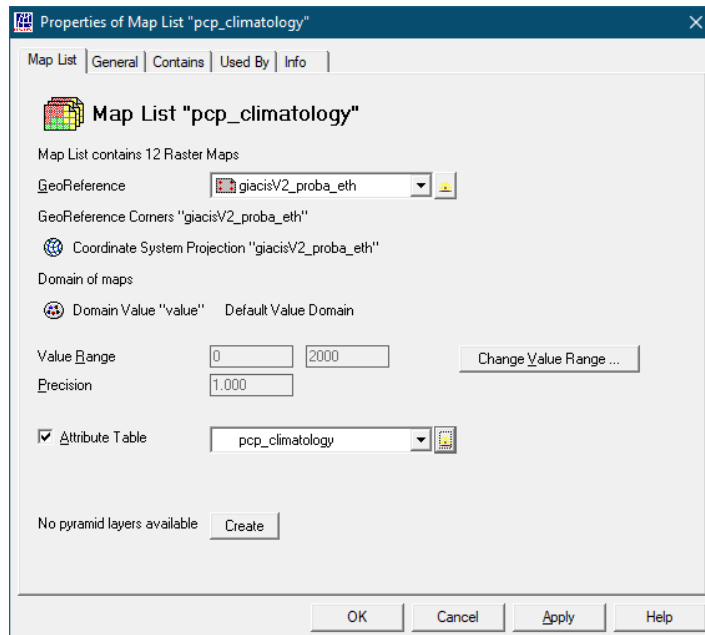 Properties of Map List "pcp_climatology"
Map List General Contains Used By Info
Map List "pcp_climatology"
Map List contains 12 Raster Maps
GeoReference giacisV2_proba_eth
GeoReference Corners "giacisV2_proba_eth"
Coordinate System Projection "giacisV2_proba_eth"
Domain of maps
Domain Value "value" Default Value Domain
Value Range 0 2000 Change Value Range ...
Precision 1.000
Attribute Table pcp_climatology
No pyramid layers available Create
OK Cancel Apply Help